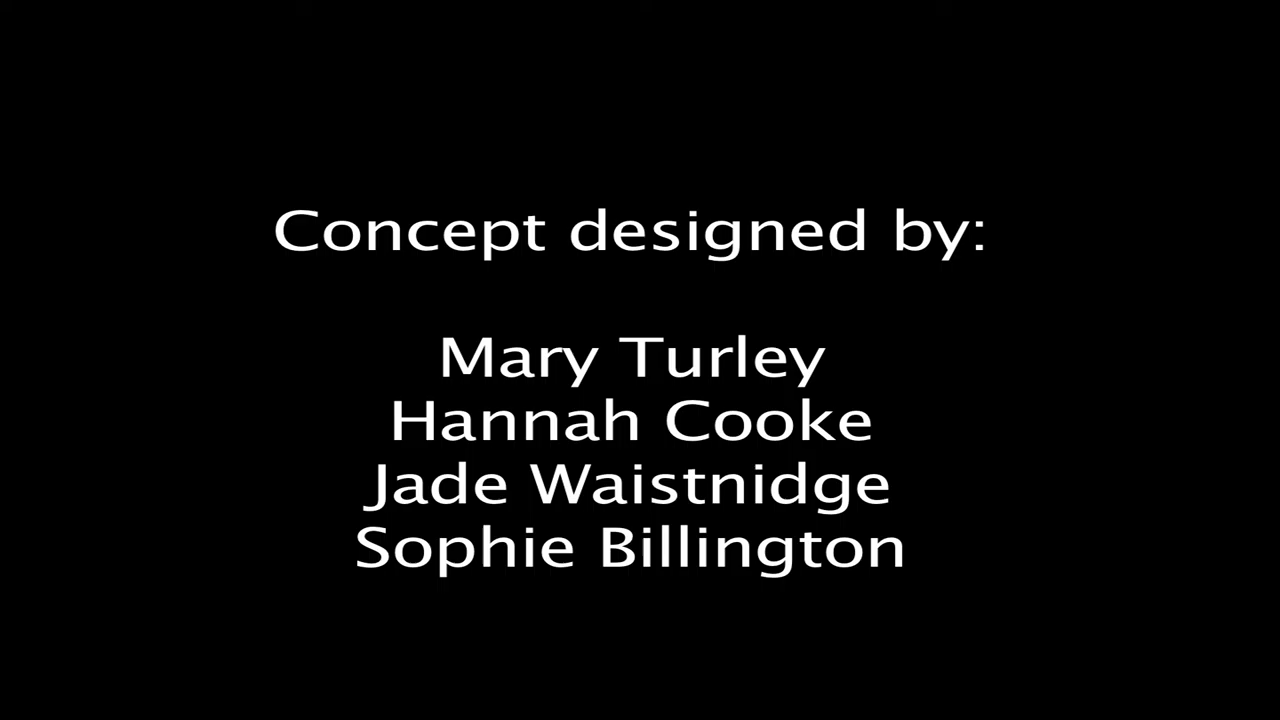 Concept designed by:
Mary Turley
Hannah Cooke
Jade Waistnidge
Sophie Billington